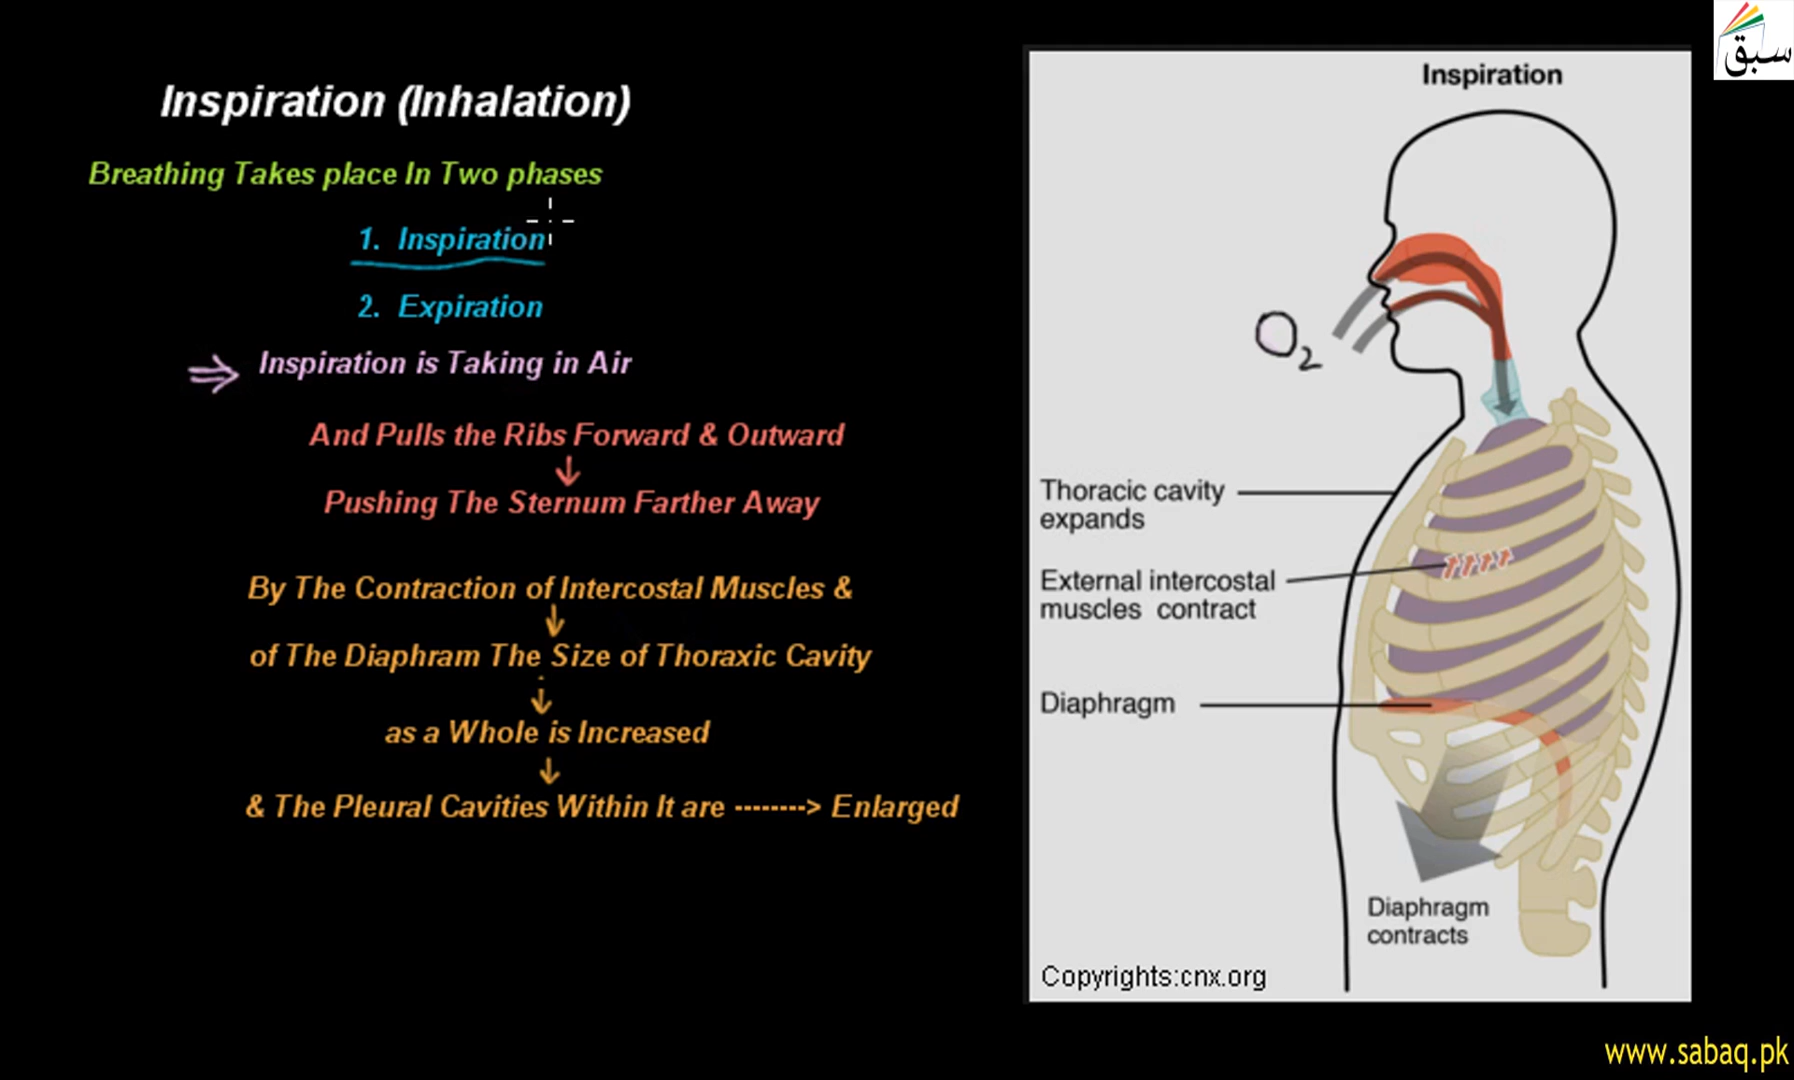 سبق
Inspiration (Inhalation)
Breathing Takes place In Two phases
1. Inspiration
2. Expiration
⇒ Inspiration is Taking in Air
And Pulls the Ribs Forward & Outward
↓
Pushing The Sternum Farther Away
By The Contraction of Intercostal Muscles &
↓
of The Diaphram The Size of Thoraxic Cavity
↓
as a Whole is Increased
↓
& The Pleural Cavities Within It are --------> Enlarged
Inspiration
O2
Thoracic cavity
expands
External intercostal
muscles contract
Diaphragm
Diaphragm
contracts
Copyrights:cnx.org
www.sabaq.pk